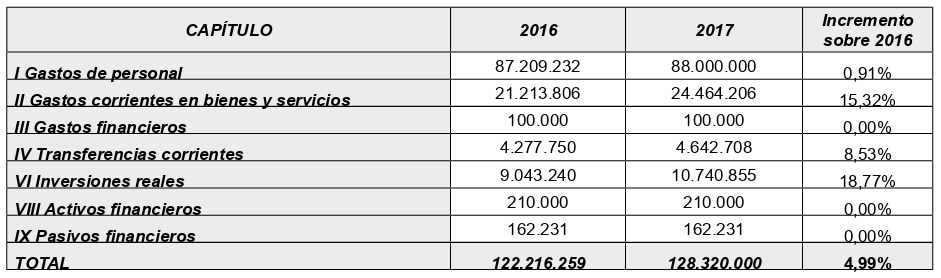 CAPÍTULO 2016 2017 Incremento sobre 2016
I Gastos de personal 87.209.232 88.000.000 0,91%
II Gastos corrientes en bienes y servicios 21.213.806 24.464.206 15,32%
III Gastos financieros 100.000 100.000 0,00%
IV Transferencias corrientes 4.277.750 4.642.708 8,53%
VI Inversiones reales 9.043.240 10.740.855 18,77%
VIII Activos financieros 210.000 210.000 0,00%
IX Pasivos financieros 162.231 162.231 0,00%
TOTAL 122.216.259 128.320.000 4,99%